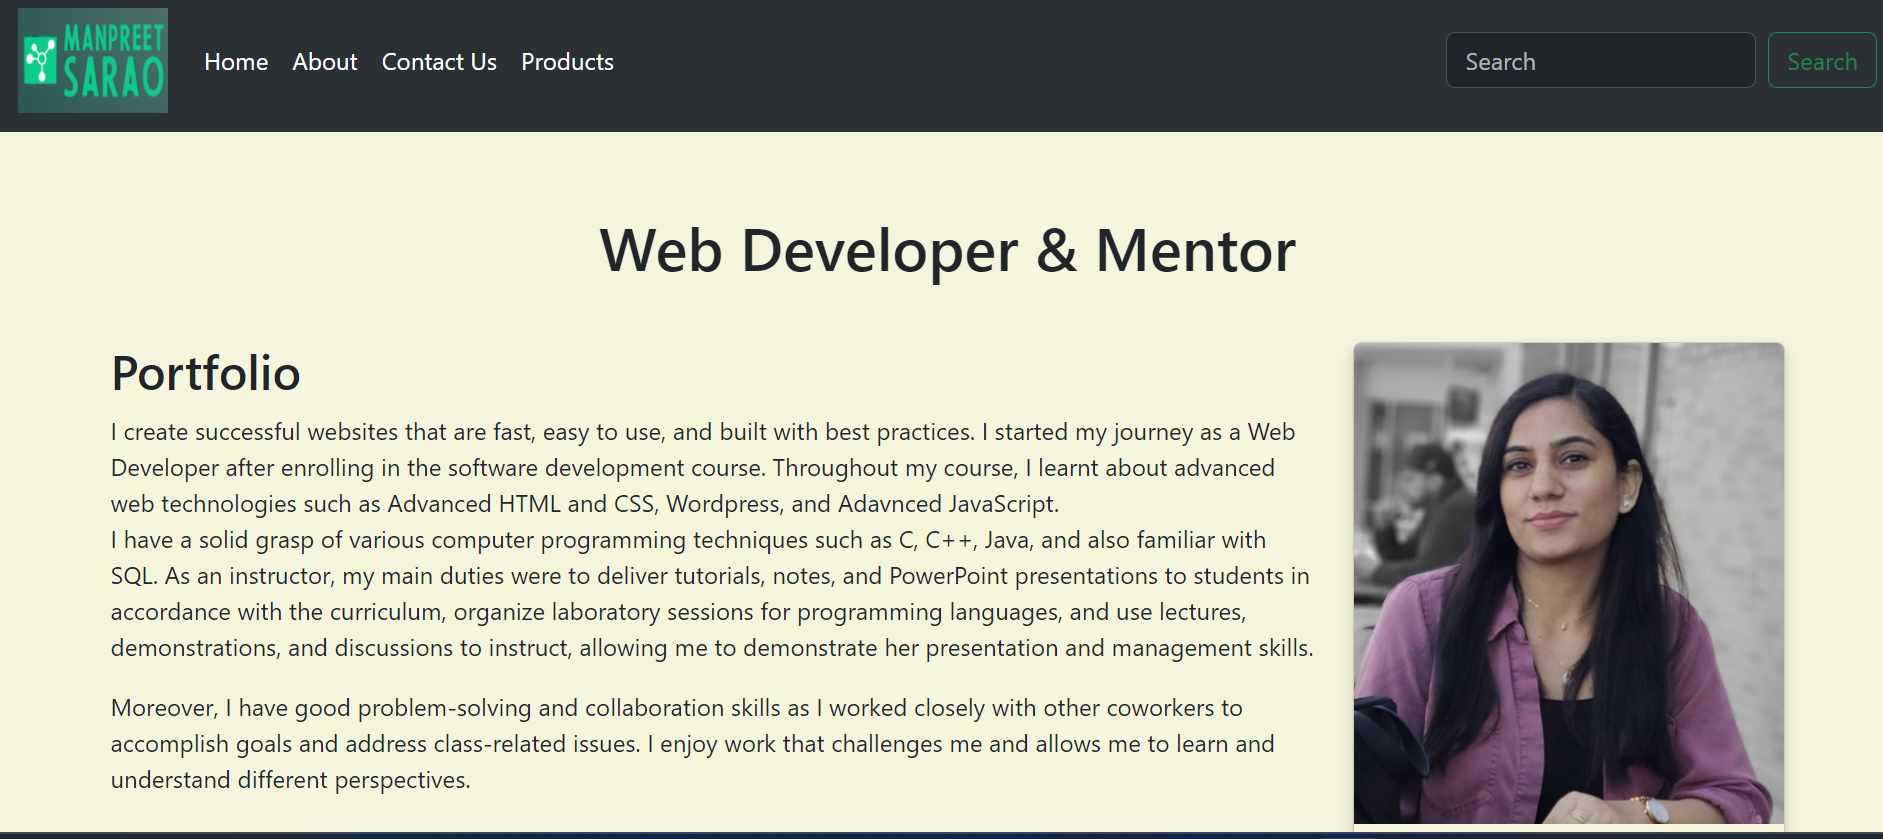 MANPREET
SARAO
Home About Contact Us Products
Search
Search
Web Developer & Mentor
Portfolio
I create successful websites that are fast, easy to use, and built with best practices. I started my journey as a Web
Developer after enrolling in the software development course. Throughout my course, I learnt about advanced
web technologies such as Advanced HTML and CSS, Wordpress, and Adavnced JavaScript.
I have a solid grasp of various computer programming techniques such as C, C++, Java, and also familiar with
SQL. As an instructor, my main duties were to deliver tutorials, notes, and PowerPoint presentations to students in
accordance with the curriculum, organize laboratory sessions for programming languages, and use lectures,
demonstrations, and discussions to instruct, allowing me to demonstrate her presentation and management skills.
Moreover, I have good problem-solving and collaboration skills as I worked closely with other coworkers to
accomplish goals and address class-related issues. I enjoy work that challenges me and allows me to learn and
understand different perspectives.